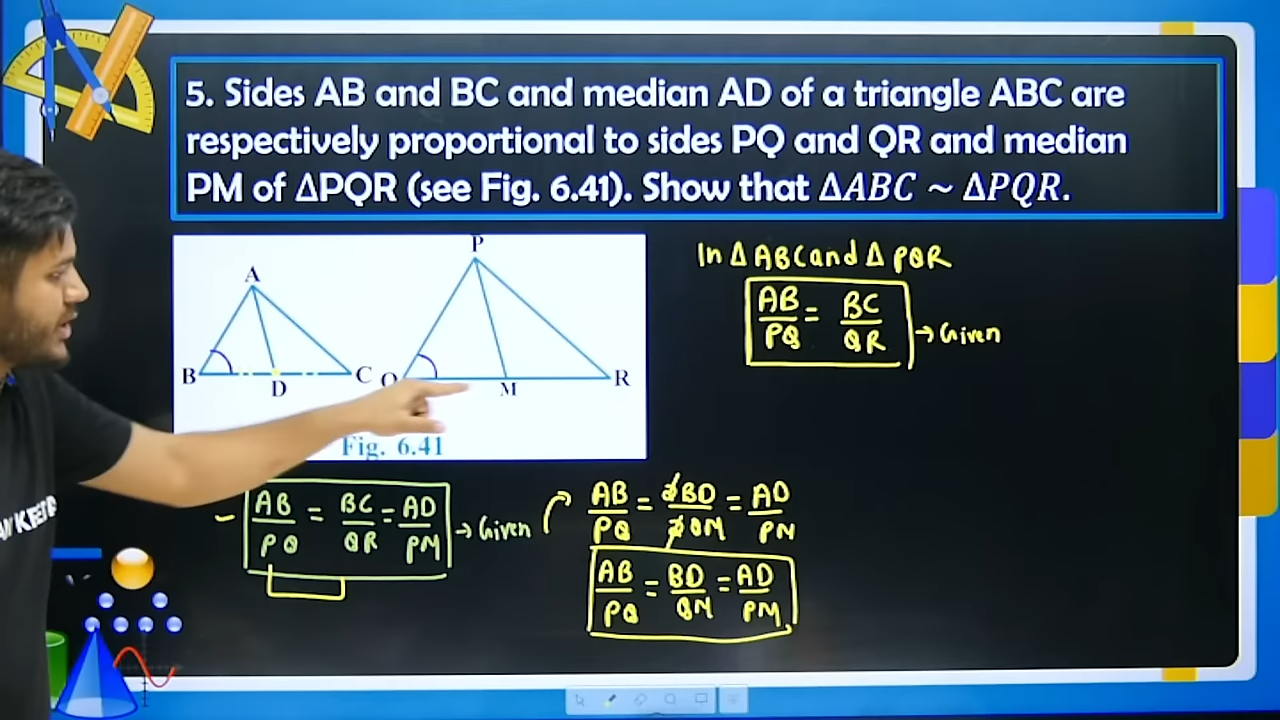 5. Sides AB and BC and median AD of a triangle ABC are
respectively proportional to sides PQ and QR and median
PM of ΔPQR (see Fig. 6.41). Show that ΔABC ~ ΔPQR.
A
B
D
C
P
Q
M
R
Fig. 6.41
In Δ ABC and Δ PQR
AB/PQ = BC/QR → Given
- AB/PQ = BC/QR = AD/PM → Given
AB/PQ = 2BD/2QM = AD/PM
AB/PQ = BD/QM = AD/PM